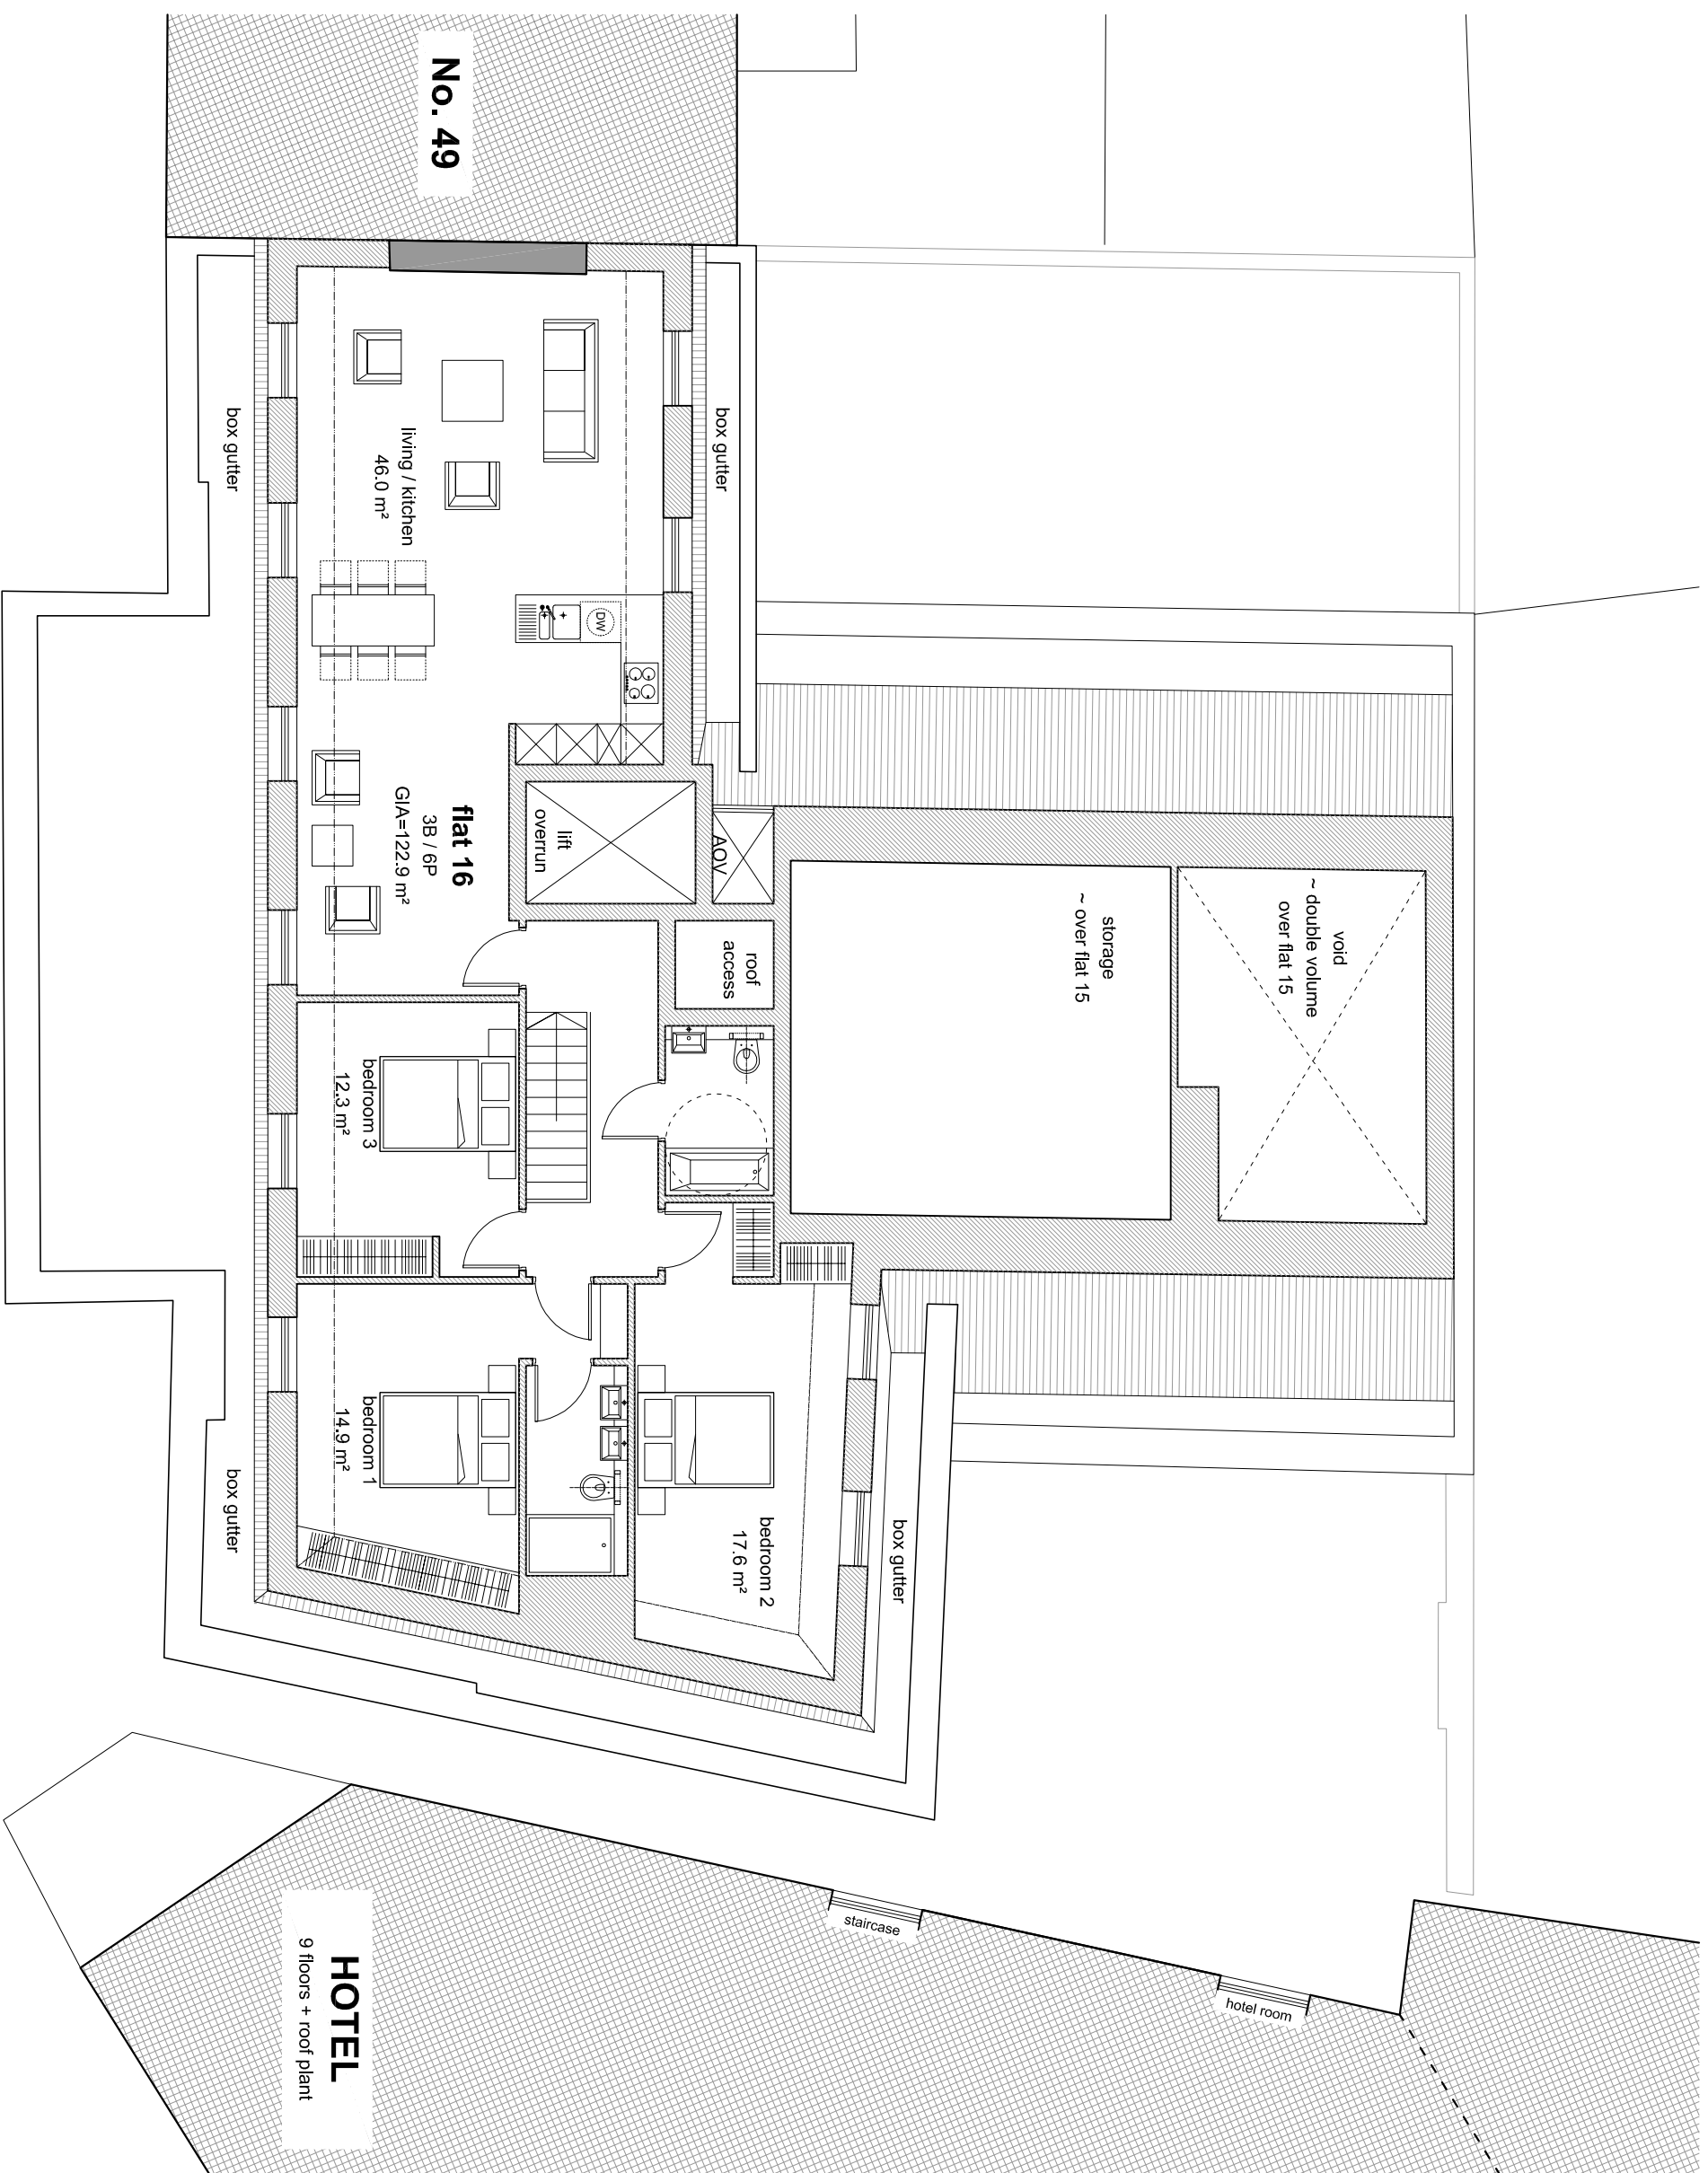 No. 49
box gutter
box gutter
living / kitchen
46.0 m²
DW
flat 16
3B / 6P
GIA=122.9 m²
lift
overrun
AOV
roof
access
storage
~ over flat 15
void
~ double volume
over flat 15
bedroom 3
12.3 m²
bedroom 1
14.9 m²
bedroom 2
17.6 m²
box gutter
box gutter
staircase
hotel room
HOTEL
9 floors + roof plant